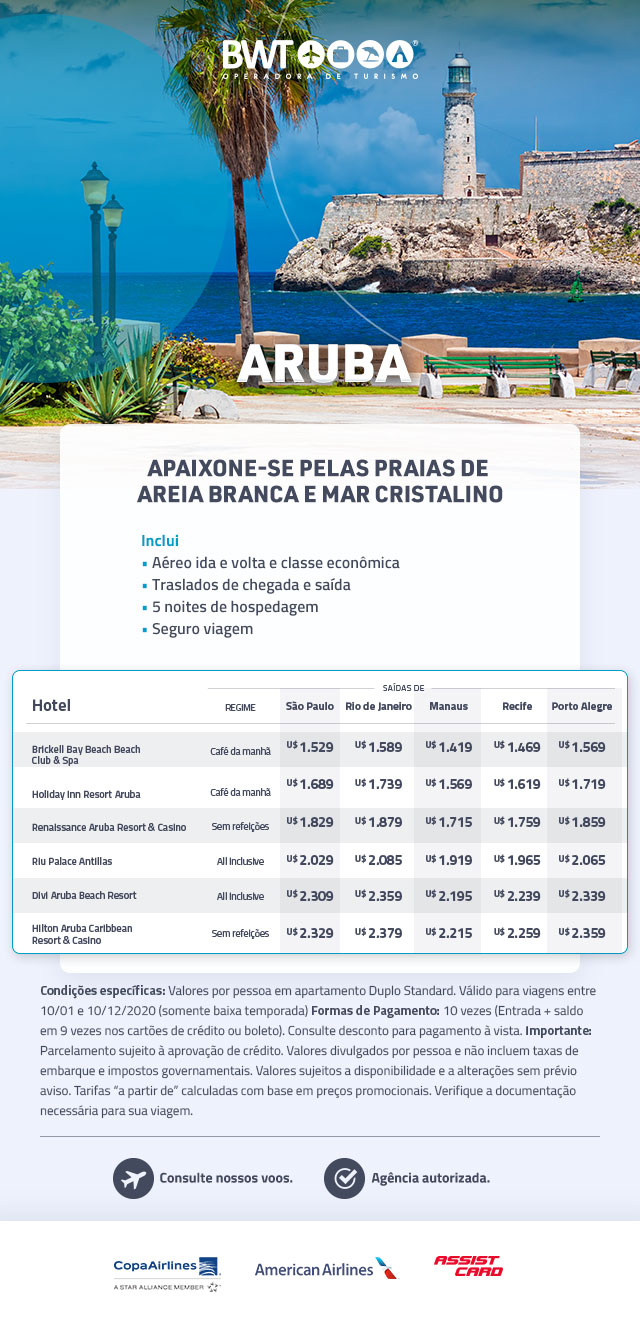 BWT
®
OPERADORA DE TURISMO
ARUBA
APAIXONE-SE PELAS PRAIAS DE
AREIA BRANCA E MAR CRISTALINO
Inclui
▪ Aéreo ida e volta e classe econômica
▪ Traslados de chegada e saída
▪ 5 noites de hospedagem
▪ Seguro viagem
SAÍDAS DE
Hotel REGIME São Paulo Rio de Janeiro Manaus Recife Porto Alegre
Brickell Bay Beach Beach
Club & Spa
Café da manhã U$ 1.529 U$ 1.589 U$ 1.419 U$ 1.469 U$ 1.569
Holiday Inn Resort Aruba Café da manhã U$ 1.689 U$ 1.739 U$ 1.569 U$ 1.619 U$ 1.719
Renaissance Aruba Resort & Casino Sem refeições U$ 1.829 U$ 1.879 U$ 1.715 U$ 1.759 U$ 1.859
Riu Palace Antillas All Inclusive U$ 2.029 U$ 2.085 U$ 1.919 U$ 1.965 U$ 2.065
Divi Aruba Beach Resort All Inclusive U$ 2.309 U$ 2.359 U$ 2.195 U$ 2.239 U$ 2.339
Hilton Aruba Caribbean
Resort & Casino
Sem refeições U$ 2.329 U$ 2.379 U$ 2.215 U$ 2.259 U$ 2.359
Condições específicas: Valores por pessoa em apartamento Duplo Standard. Válido para viagens entre
10/01 e 10/12/2020 (somente baixa temporada) Formas de Pagamento: 10 vezes (Entrada + saldo
em 9 vezes nos cartões de crédito ou boleto). Consulte desconto para pagamento à vista. Importante:
Parcelamento sujeito à aprovação de crédito. Valores divulgados por pessoa e não incluem taxas de
embarque e impostos governamentais. Valores sujeitos a disponibilidade e a alterações sem prévio
aviso. Tarifas “a partir de” calculadas com base em preços promocionais. Verifique a documentação
necessária para sua viagem.
Consulte nossos voos. Agência autorizada.
CopaAirlines
A STAR ALLIANCE MEMBER
American Airlines
ASSIST
CARD